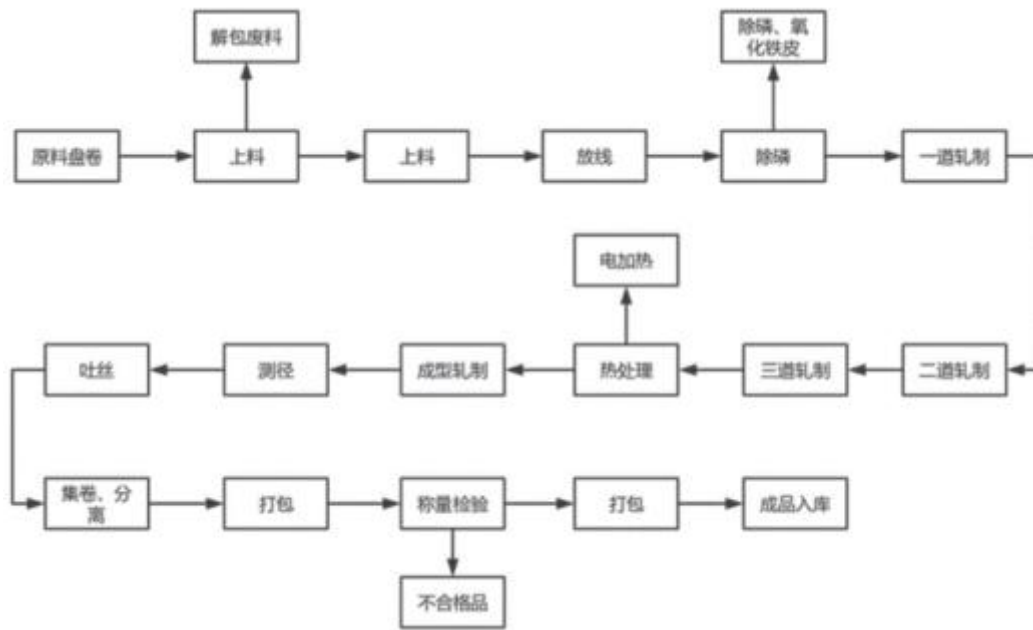 解包废料
除磷、氧
化铁皮
原料盘卷
上料
上料
放线
除磷
一道轧制
电加热
吐丝
测径
成型轧制
热处理
三道轧制
二道轧制
集卷、分
离
打包
称量检验
打包
成品入库
不合格品